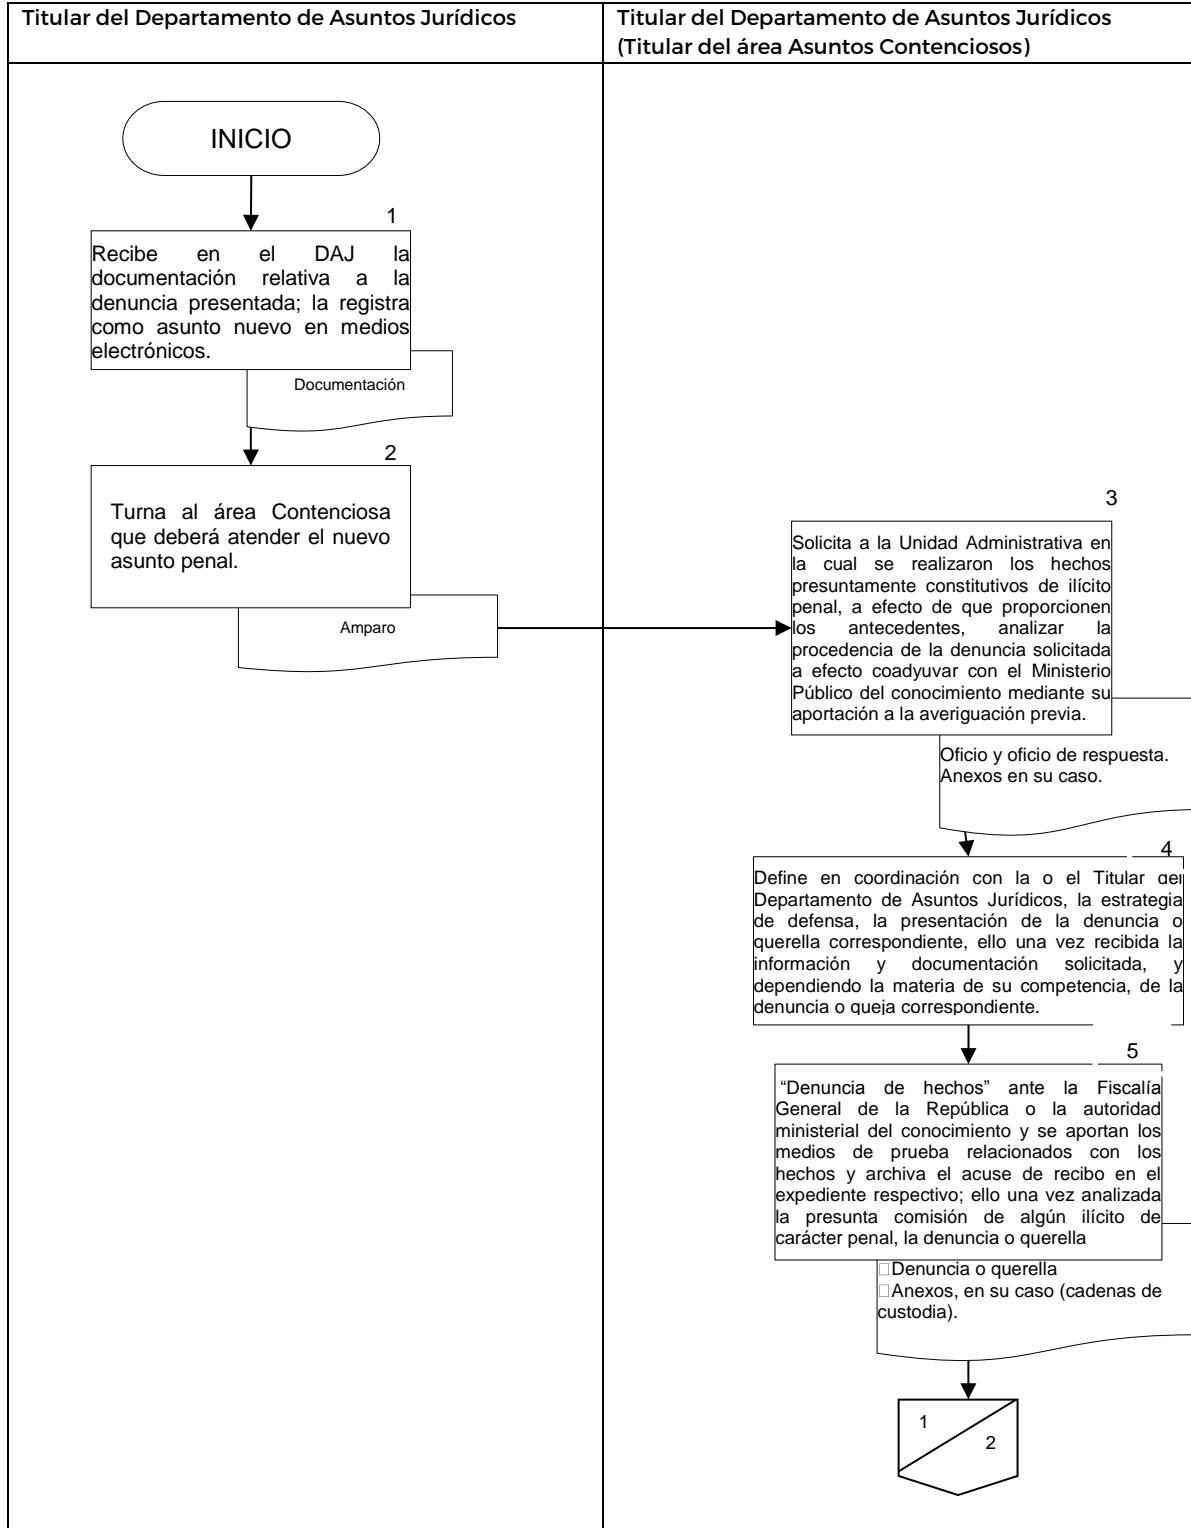 Titular del Departamento de Asuntos Jurídicos
Titular del Departamento de Asuntos Jurídicos
(Titular del área Asuntos Contenciosos)
INICIO
1
Recibe en el DAJ la
documentación relativa a la
denuncia presentada; la registra
como asunto nuevo en medios
electrónicos.
Documentación
2
Turna al área Contenciosa
que deberá atender el nuevo
asunto penal.
Amparo
3
Solicita a la Unidad Administrativa en
la cual se realizaron los hechos
presuntamente constitutivos de ilícito
penal, a efecto de que proporcionen
los antecedentes, analizar la
procedencia de la denuncia solicitada
a efecto coadyuvar con el Ministerio
Público del conocimiento mediante su
aportación a la averiguación previa.
Oficio y oficio de respuesta.
Anexos en su caso.
4
Define en coordinación con la o el Titular del
Departamento de Asuntos Jurídicos, la estrategia
de defensa, la presentación de la denuncia o
querella correspondiente, ello una vez recibida la
información y documentación solicitada, y
dependiendo la materia de su competencia, de la
denuncia o queja correspondiente.
5
“Denuncia de hechos” ante la Fiscalía
General de la República o la autoridad
ministerial del conocimiento y se aportan los
medios de prueba relacionados con los
hechos y archiva el acuse de recibo en el
expediente respectivo; ello una vez analizada
la presunta comisión de algún ilícito de
carácter penal, la denuncia o querella
Denuncia o querella
Anexos, en su caso (cadenas de
custodia).
1
2